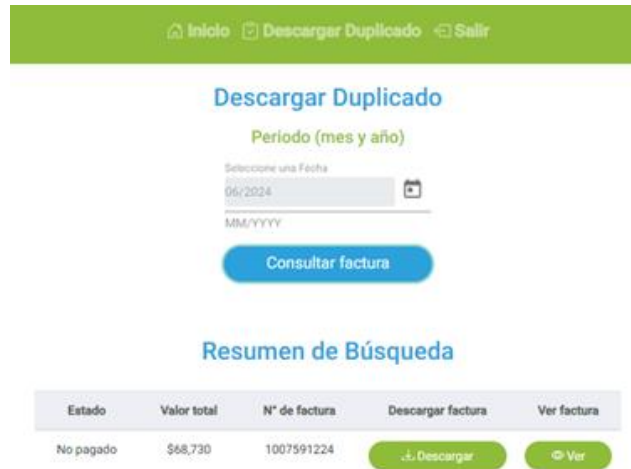 Inicio Descargar Duplicado Salir
Descargar Duplicado
Periodo (mes y año)
Seleccione una Fecha
06/2024
MM/YYYY
Consultar factura
Resumen de Búsqueda
Estado Valor total N° de factura Descargar factura Ver factura
No pagado $68,730 1007591224 Descargar Ver